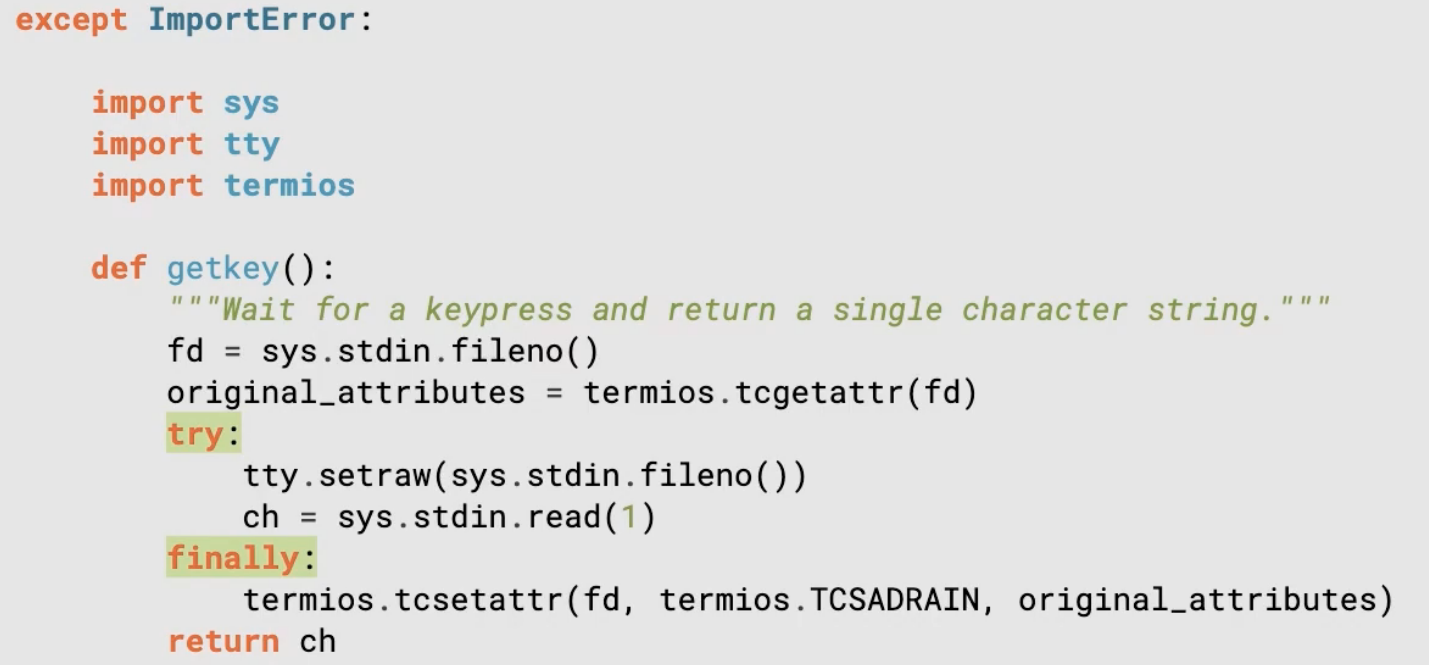 except ImportError:
    import sys
    import tty
    import termios
    def getkey():
        """Wait for a keypress and return a single character string."""
        fd = sys.stdin.fileno()
        original_attributes = termios.tcgetattr(fd)
        try:
            tty.setraw(sys.stdin.fileno())
            ch = sys.stdin.read(1)
        finally:
            termios.tcsetattr(fd, termios.TCSADRAIN, original_attributes)
        return ch